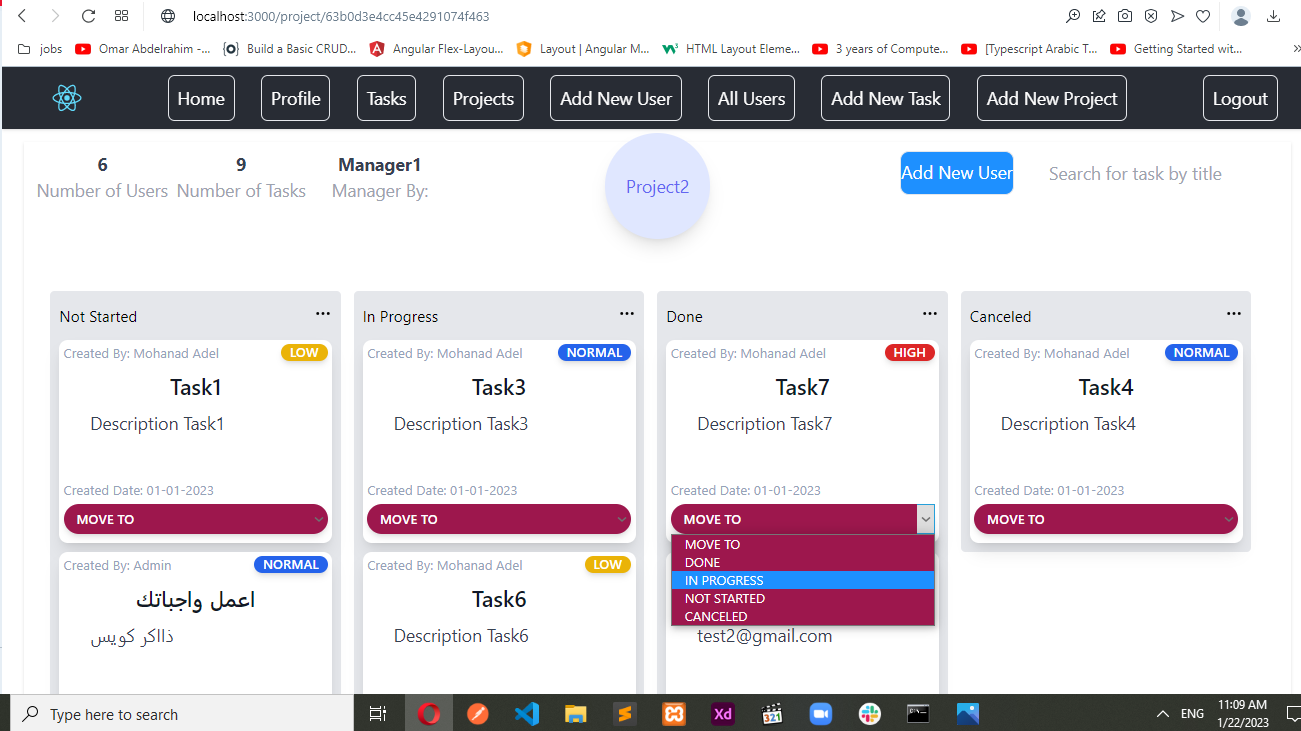 localhost:3000/project/63b0d3e4cc45e4291074f463
jobs
Omar Abdelrahim -...
Build a Basic CRUD...
Angular Flex-Layou...
Layout | Angular M...
HTML Layout Eleme...
3 years of Compute...
[Typescript Arabic T...
Getting Started wit...
Home
Profile
Tasks
Projects
Add New User
All Users
Add New Task
Add New Project
Logout
6
Number of Users
9
Number of Tasks
Manager1
Manager By:
Project2
Add New User
Search for task by title
Not Started
Created By: Mohanad Adel
LOW
Task1
Description Task1
Created Date: 01-01-2023
MOVE TO
Created By: Admin
NORMAL
اعمل واجباتك
ذااكر كويس
In Progress
Created By: Mohanad Adel
NORMAL
Task3
Description Task3
Created Date: 01-01-2023
MOVE TO
Created By: Mohanad Adel
LOW
Task6
Description Task6
Done
Created By: Mohanad Adel
HIGH
Task7
Description Task7
Created Date: 01-01-2023
MOVE TO
MOVE TO
DONE
IN PROGRESS
NOT STARTED
CANCELED
test2@gmail.com
Canceled
Created By: Mohanad Adel
NORMAL
Task4
Description Task4
Created Date: 01-01-2023
MOVE TO
Type here to search
Xd
321
ENG
11:09 AM
1/22/2023